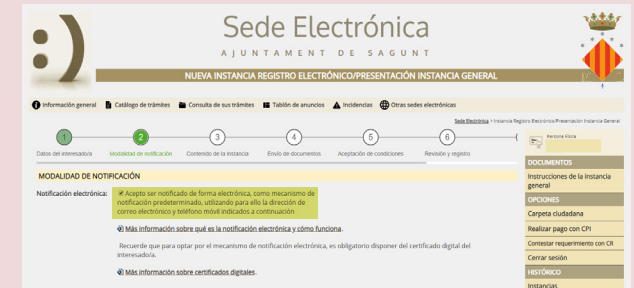 Sede Electrónica
AJUNTAMENT DE SAGUNT
NUEVA INSTANCIA REGISTRO ELECTRÓNICO/PRESENTACIÓN INSTANCIA GENERAL
Información general Catálogo de trámites Consulta de sus trámites Tablón de anuncios Incidencias Otras sedes electrónicas
Sede Electrónica > Instancia Registro Electrónico/Presentación Instancia General
1 2 3 4 5 6
Datos del interesado/a Modalidad de notificación Contenido de la instancia Envío de documentos Aceptación de condiciones Revisión y registro
Persona Física
MODALIDAD DE NOTIFICACIÓN
Notificación electrónica:
Acepto ser notificado de forma electrónica, como mecanismo de
notificación predeterminado, utilizando para ello la dirección de
correo electrónico y teléfono móvil indicados a continuación
Más información sobre qué es la notificación electrónica y cómo funciona.
Recuerde que para optar por el mecanismo de notificación electrónica, es obligatorio disponer del certificado digital del
interesado/a.
Más información sobre certificados digitales.
DOCUMENTOS
Instrucciones de la instancia
general
OPCIONES
Carpeta ciudadana
Realizar pago con CPI
Contestar requerimiento con CR
Cerrar sesión
HISTÓRICO
Instancias